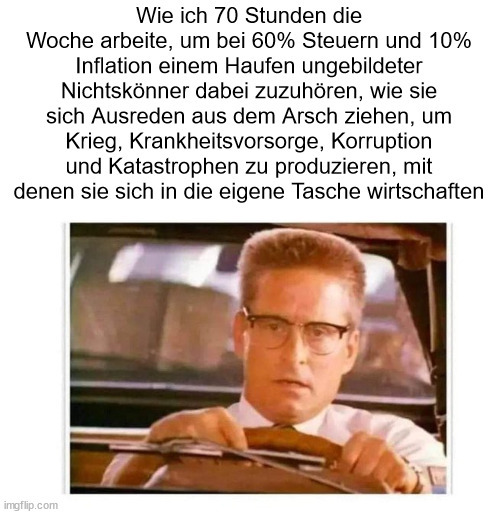 Wie ich 70 Stunden die
Woche arbeite, um bei 60% Steuern und 10%
Inflation einem Haufen ungebildeter
Nichtskönner dabei zuzuhören, wie sie
sich Ausreden aus dem Arsch ziehen, um
Krieg, Krankheitsvorsorge, Korruption
und Katastrophen zu produzieren, mit
denen sie sich in die eigene Tasche wirtschaften
imgflip.com